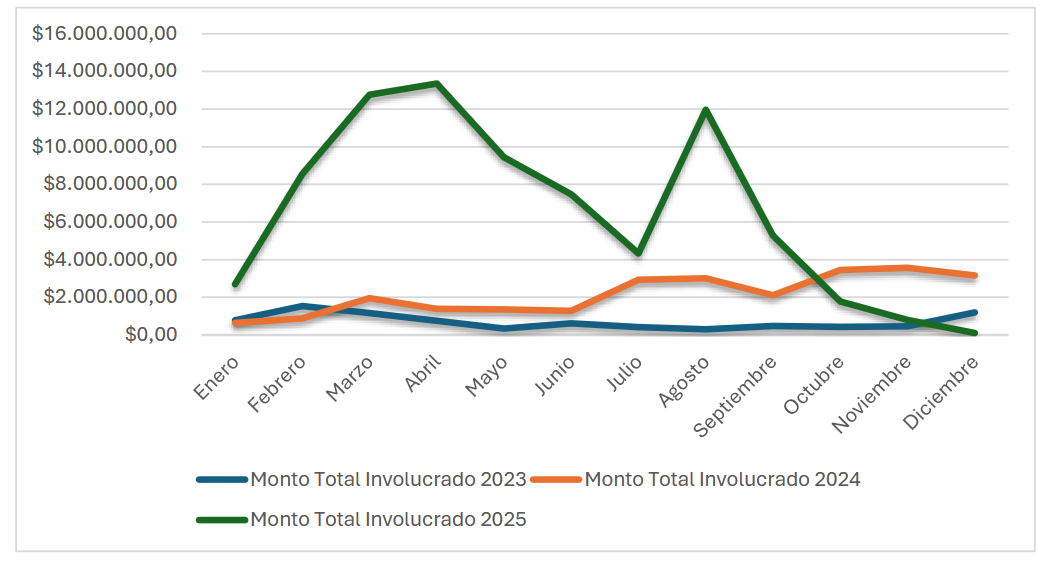 $16.000.000,00
$14.000.000,00
$12.000.000,00
$10.000.000,00
$8.000.000,00
$6.000.000,00
$4.000.000,00
$2.000.000,00
$0,00
Enero
Febrero
Marzo
Abril
Mayo
Junio
Julio
Agosto
Septiembre
Octubre
Noviembre
Diciembre
Monto Total Involucrado 2023 Monto Total Involucrado 2024
Monto Total Involucrado 2025